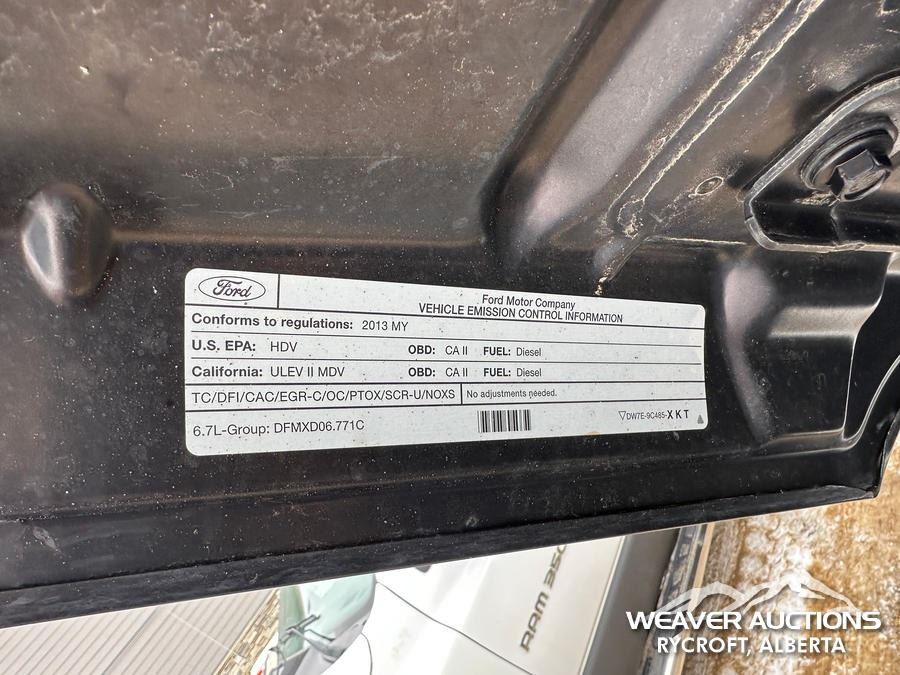 Ford
Ford Motor Company
VEHICLE EMISSION CONTROL INFORMATION
Conforms to regulations: 2013 MY
U.S. EPA: HDV OBD: CA II FUEL: Diesel
California: ULEV II MDV OBD: CA II FUEL: Diesel
TC/DFI/CAC/EGR-C/OC/PTOX/SCR-U/NOXS No adjustments needed.
6.7L-Group: DFMXD06.771C
▽DW7E-9C485-XKT
RAM 350
WEAVER AUCTIONS
RYCROFT, ALBERTA